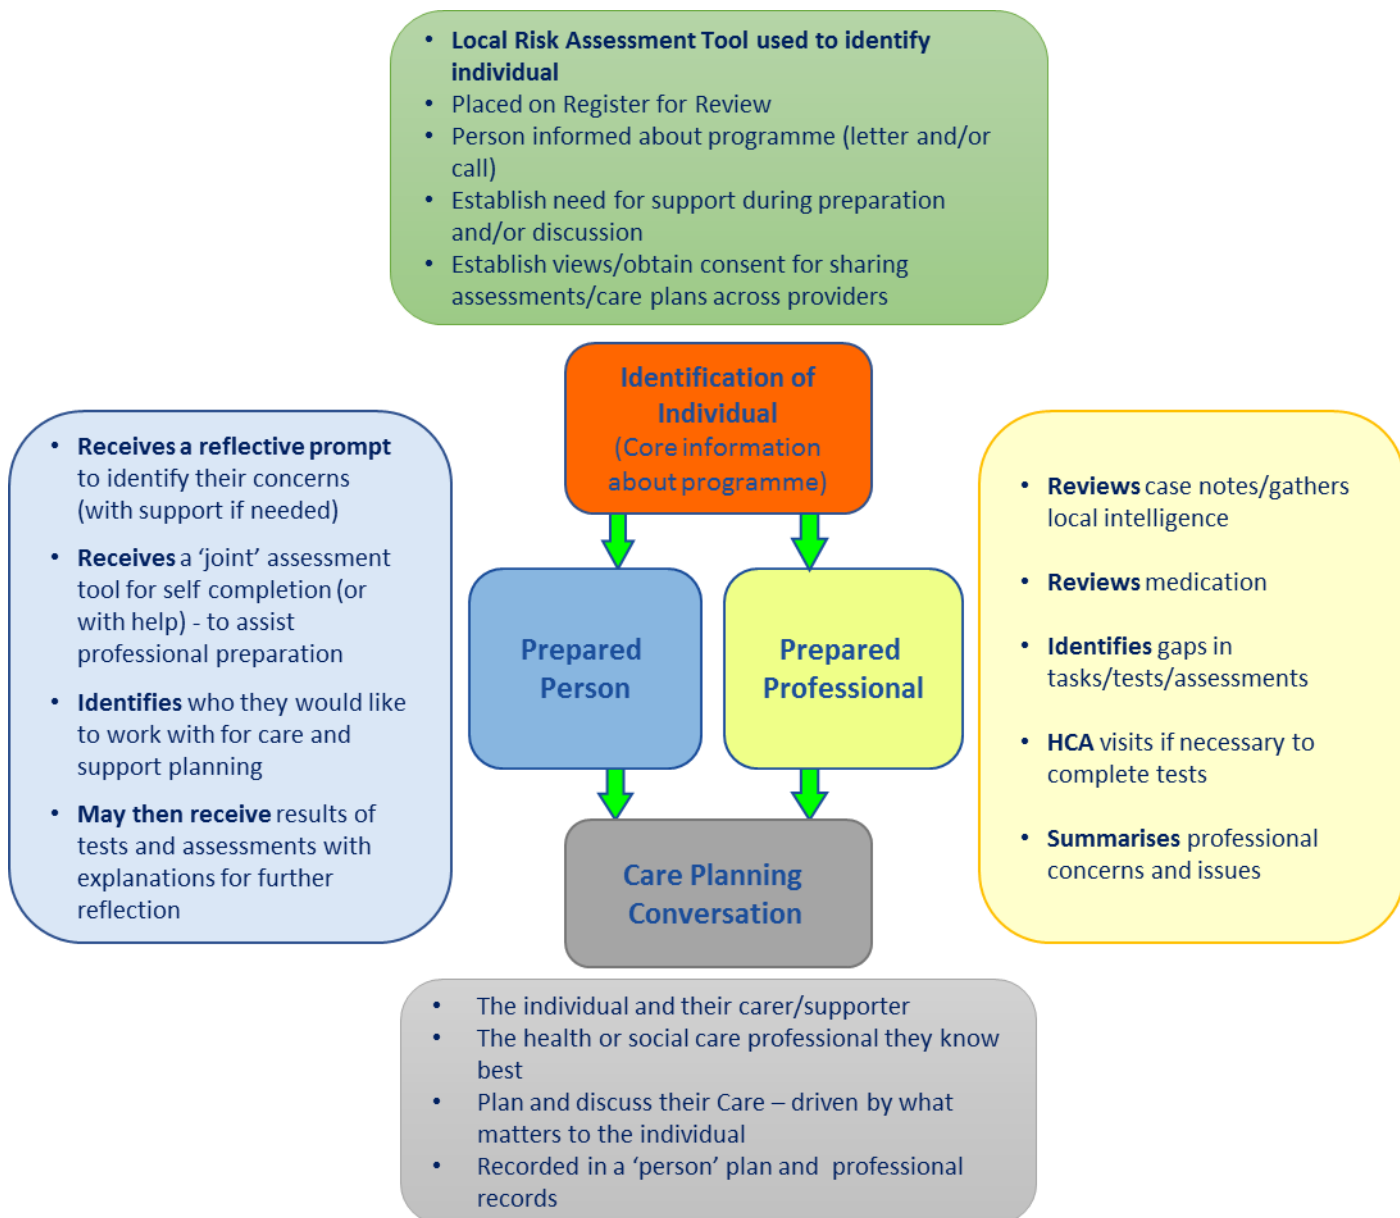 • Local Risk Assessment Tool used to identify
individual
• Placed on Register for Review
• Person informed about programme (letter and/or
call)
• Establish need for support during preparation
and/or discussion
• Establish views/obtain consent for sharing
assessments/care plans across providers
Identification of
Individual
(Core information
about programme)
• Receives a reflective prompt
to identify their concerns
(with support if needed)
• Receives a ‘joint’ assessment
tool for self completion (or
with help) - to assist
professional preparation
• Identifies who they would like
to work with for care and
support planning
• May then receive results of
tests and assessments with
explanations for further
reflection
Prepared
Person
Prepared
Professional
• Reviews case notes/gathers
local intelligence
• Reviews medication
• Identifies gaps in
tasks/tests/assessments
• HCA visits if necessary to
complete tests
• Summarises professional
concerns and issues
Care Planning
Conversation
• The individual and their carer/supporter
• The health or social care professional they know
best
• Plan and discuss their Care – driven by what
matters to the individual
• Recorded in a ‘person’ plan and professional
records